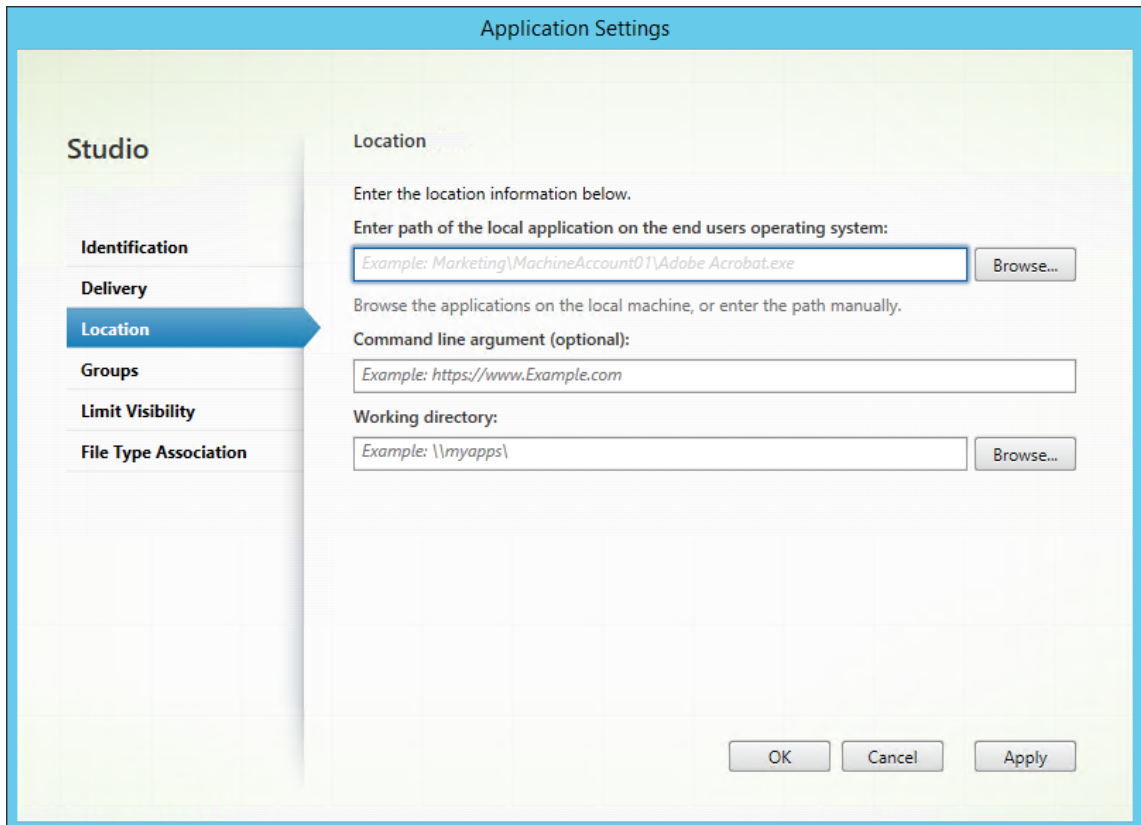 Application Settings
Studio
Identification
Delivery
Location
Groups
Limit Visibility
File Type Association
Location
Enter the location information below.
Enter path of the local application on the end users operating system:
Example: Marketing\MachineAccount01\Adobe Acrobat.exe
Browse...
Browse the applications on the local machine, or enter the path manually.
Command line argument (optional):
Example: https://www.Example.com
Working directory:
Example: \\myapps\
Browse...
OK
Cancel
Apply